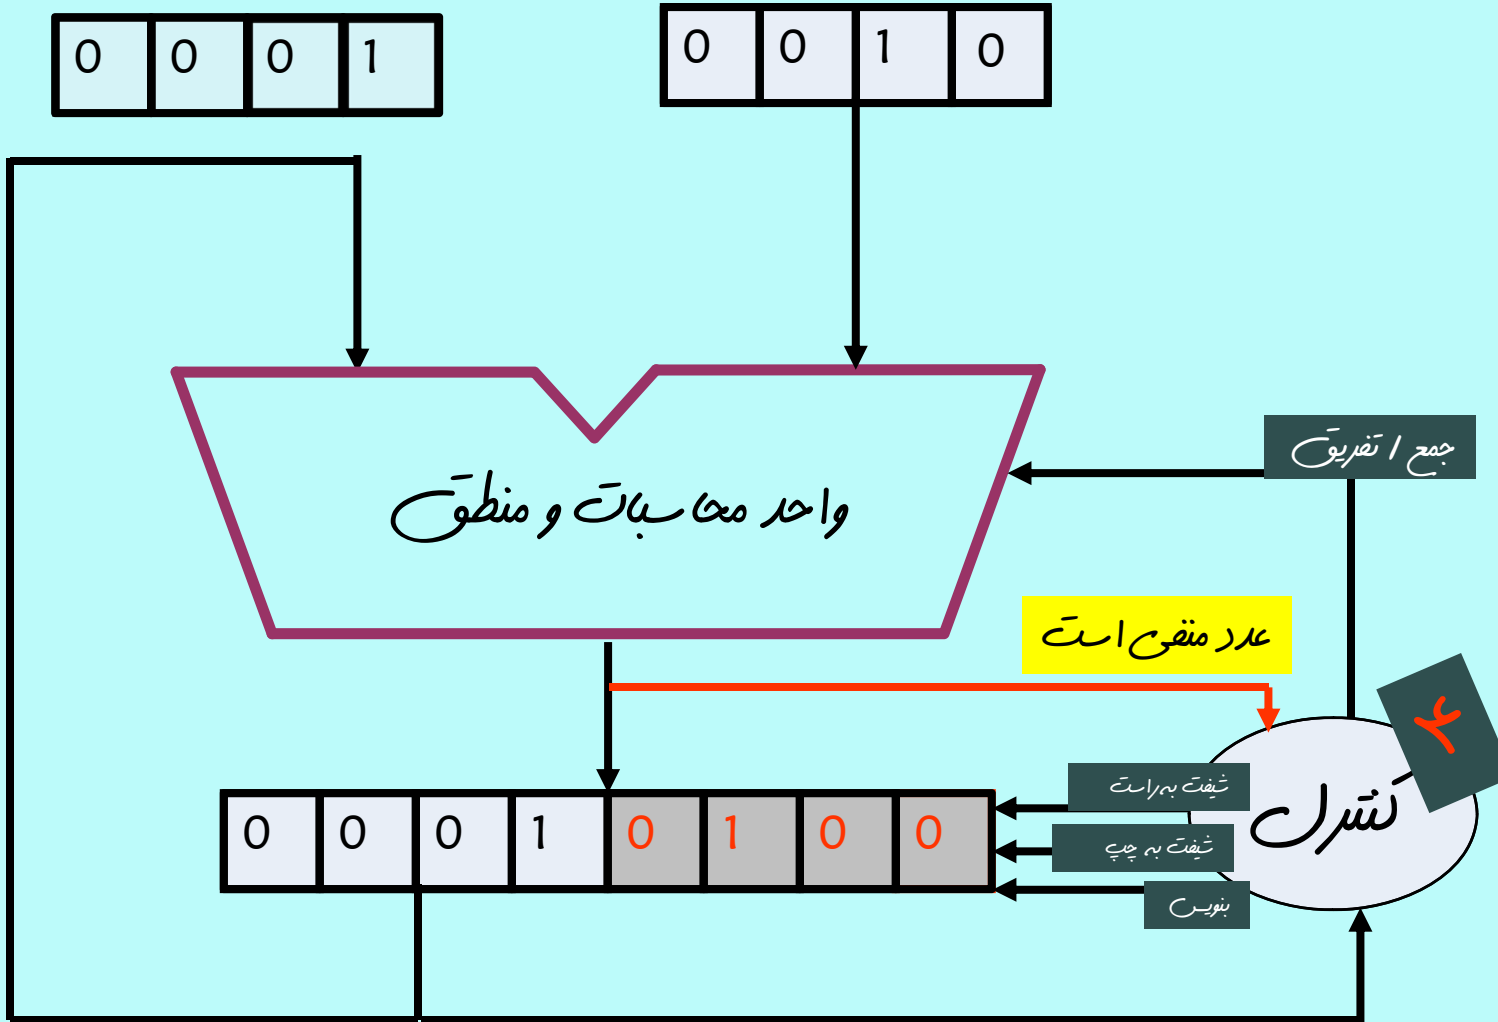 0 0 0 1
0 0 1 0
جمع / تفریق
واحد محاسبات و منطق
عدد منفی است
۴
شیفت به راست
کنترل
0 0 0 1 0 1 0 0
شیفت به چپ
بنویس